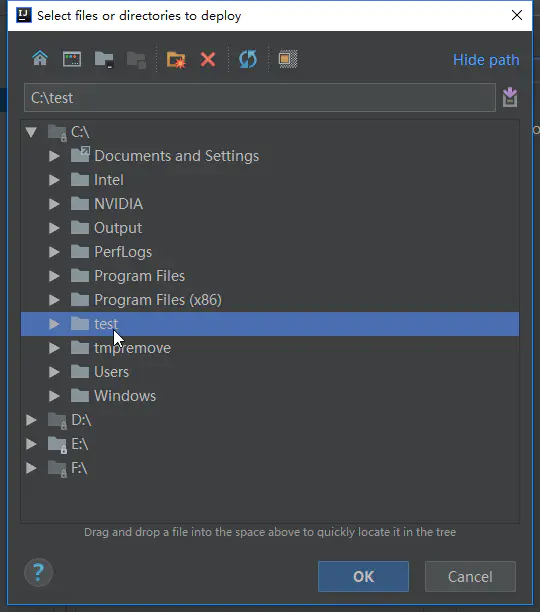 Select files or directories to deploy
Hide path
C:\test
C:\
Documents and Settings
Intel
NVIDIA
Output
PerfLogs
Program Files
Program Files (x86)
test
tmpremove
Users
Windows
D:\
E:\
F:\
Drag and drop a file into the space above to quickly locate it in the tree
?
OK
Cancel